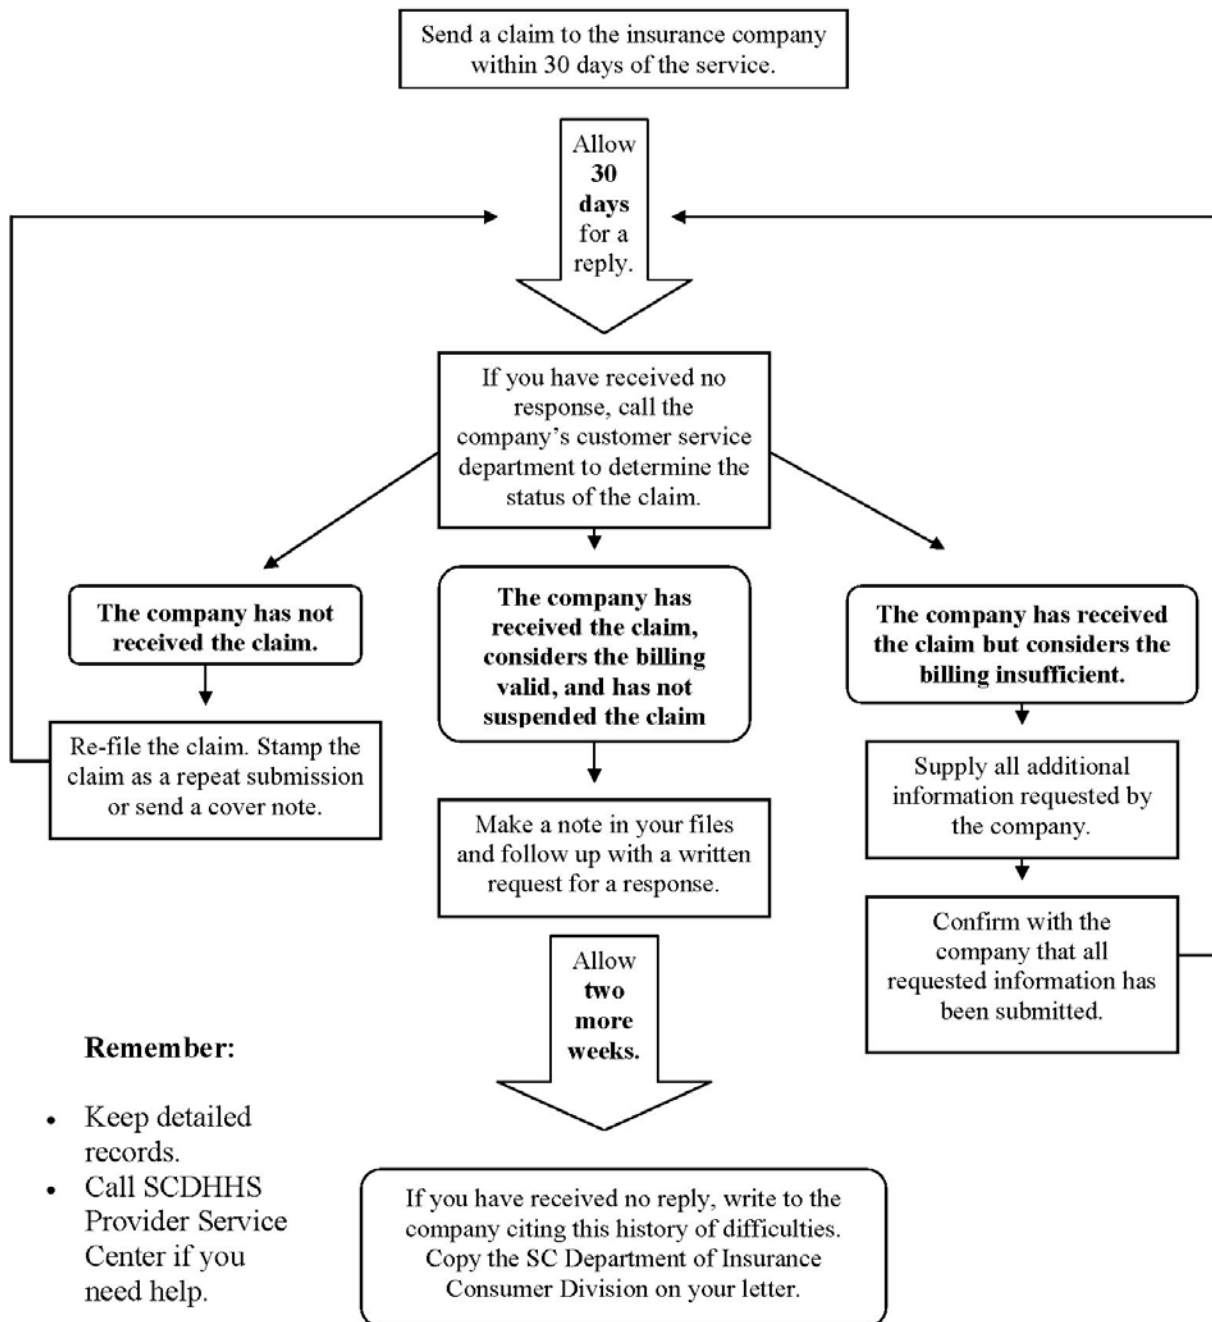 Send a claim to the insurance company
within 30 days of the service.
Allow
30
days
for a
reply.
If you have received no
response, call the
company's customer service
department to determine the
status of the claim.
The company has not
received the claim.
Re-file the claim. Stamp the
claim as a repeat submission
or send a cover note.
The company has
received the claim,
considers the billing
valid, and has not
suspended the claim
Make a note in your files
and follow up with a written
request for a response.
The company has received
the claim but considers the
billing insufficient.
Supply all additional
information requested by
the company.
Confirm with the
company that all
requested information has
been submitted.
Allow
two
more
weeks.
If you have received no reply, write to the
company citing this history of difficulties.
Copy the SC Department of Insurance
Consumer Division on your letter.
Remember:
• Keep detailed
records.
• Call SCDHHS
Provider Service
Center if you
need help.